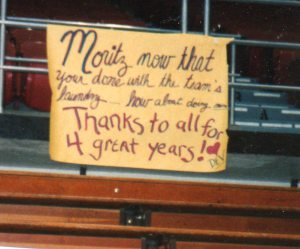 Moritz now that
your done with the team's
laundry... how about doing
Thanks to all for
4 great years!